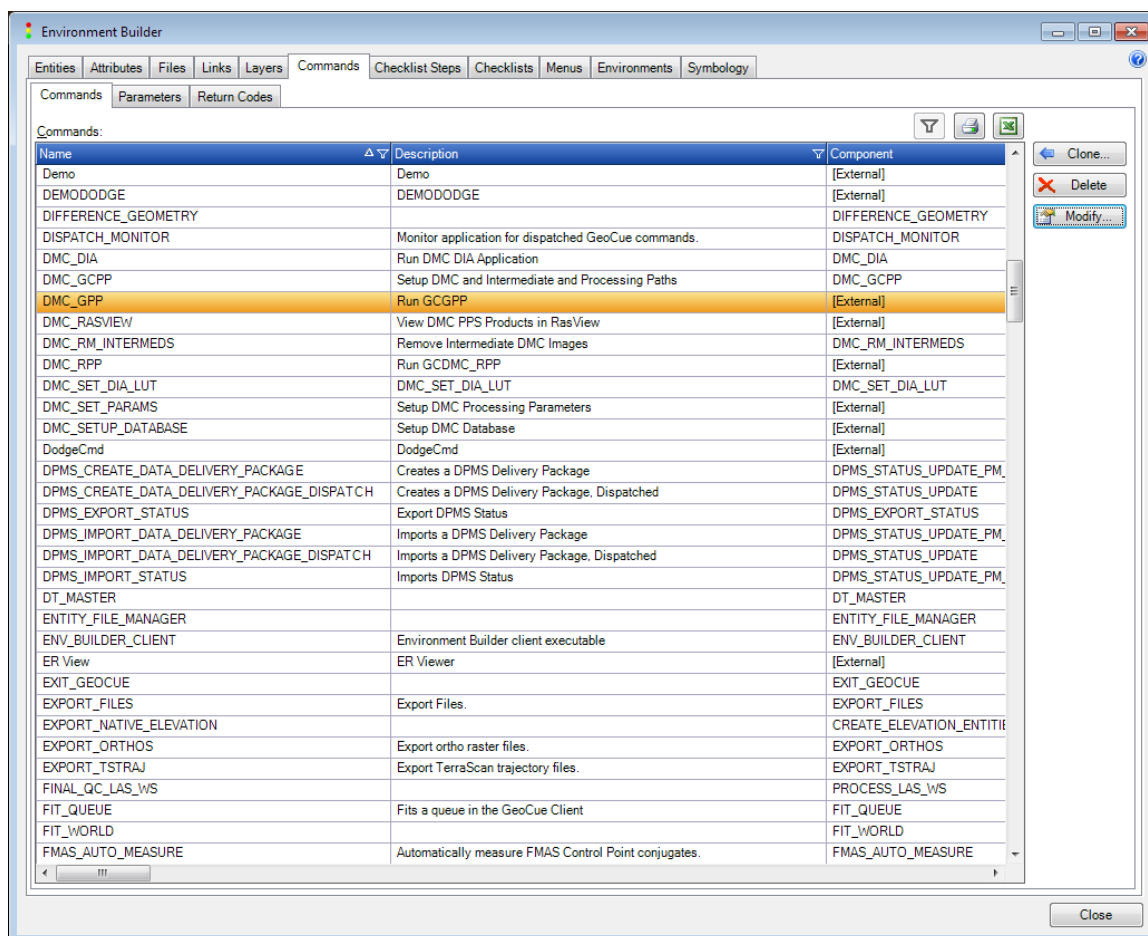 Environment Builder
Entities Attributes Files Links Layers Commands Checklist Steps Checklists Menus Environments Symbology
Commands Parameters Return Codes
Commands:
Name Description Component
Clone...
Delete
Modify...
Demo Demo [External]
DEMODODGE DEMODODGE [External]
DIFFERENCE_GEOMETRY DIFFERENCE_GEOMETRY
DISPATCH_MONITOR Monitor application for dispatched GeoCue commands. DISPATCH_MONITOR
DMC_DIA Run DMC DIA Application DMC_DIA
DMC_GCPP Setup DMC and Intermediate and Processing Paths DMC_GCPP
DMC_GPP Run GCGPP [External]
DMC_RASVIEW View DMC PPS Products in RasView [External]
DMC_RM_INTERMEDS Remove Intermediate DMC Images DMC_RM_INTERMEDS
DMC_RPP Run GCDMC_RPP [External]
DMC_SET_DIA_LUT DMC_SET_DIA_LUT DMC_SET_DIA_LUT
DMC_SET_PARAMS Setup DMC Processing Parameters [External]
DMC_SETUP_DATABASE Setup DMC Database [External]
DodgeCmd DodgeCmd [External]
DPMS_CREATE_DATA_DELIVERY_PACKAGE Creates a DPMS Delivery Package DPMS_STATUS_UPDATE_PM_
DPMS_CREATE_DATA_DELIVERY_PACKAGE_DISPATCH Creates a DPMS Delivery Package, Dispatched DPMS_STATUS_UPDATE
DPMS_EXPORT_STATUS Export DPMS Status DPMS_EXPORT_STATUS
DPMS_IMPORT_DATA_DELIVERY_PACKAGE Imports a DPMS Delivery Package DPMS_STATUS_UPDATE_PM_
DPMS_IMPORT_DATA_DELIVERY_PACKAGE_DISPATCH Imports a DPMS Delivery Package, Dispatched DPMS_STATUS_UPDATE
DPMS_IMPORT_STATUS Imports DPMS Status DPMS_STATUS_UPDATE_PM_
DT_MASTER DT_MASTER
ENTITY_FILE_MANAGER ENTITY_FILE_MANAGER
ENV_BUILDER_CLIENT Environment Builder client executable ENV_BUILDER_CLIENT
ER View ER Viewer [External]
EXIT_GEOCUE EXIT_GEOCUE
EXPORT_FILES Export Files. EXPORT_FILES
EXPORT_NATIVE_ELEVATION CREATE_ELEVATION_ENTITIE
EXPORT_ORTHOS Export ortho raster files. EXPORT_ORTHOS
EXPORT_TSTRAJ Export TerraScan trajectory files. EXPORT_TSTRAJ
FINAL_QC_LAS_WS PROCESS_LAS_WS
FIT_QUEUE Fits a queue in the GeoCue Client FIT_QUEUE
FIT_WORLD FIT_WORLD
FMAS_AUTO_MEASURE Automatically measure FMAS Control Point conjugates. FMAS_AUTO_MEASURE
Close